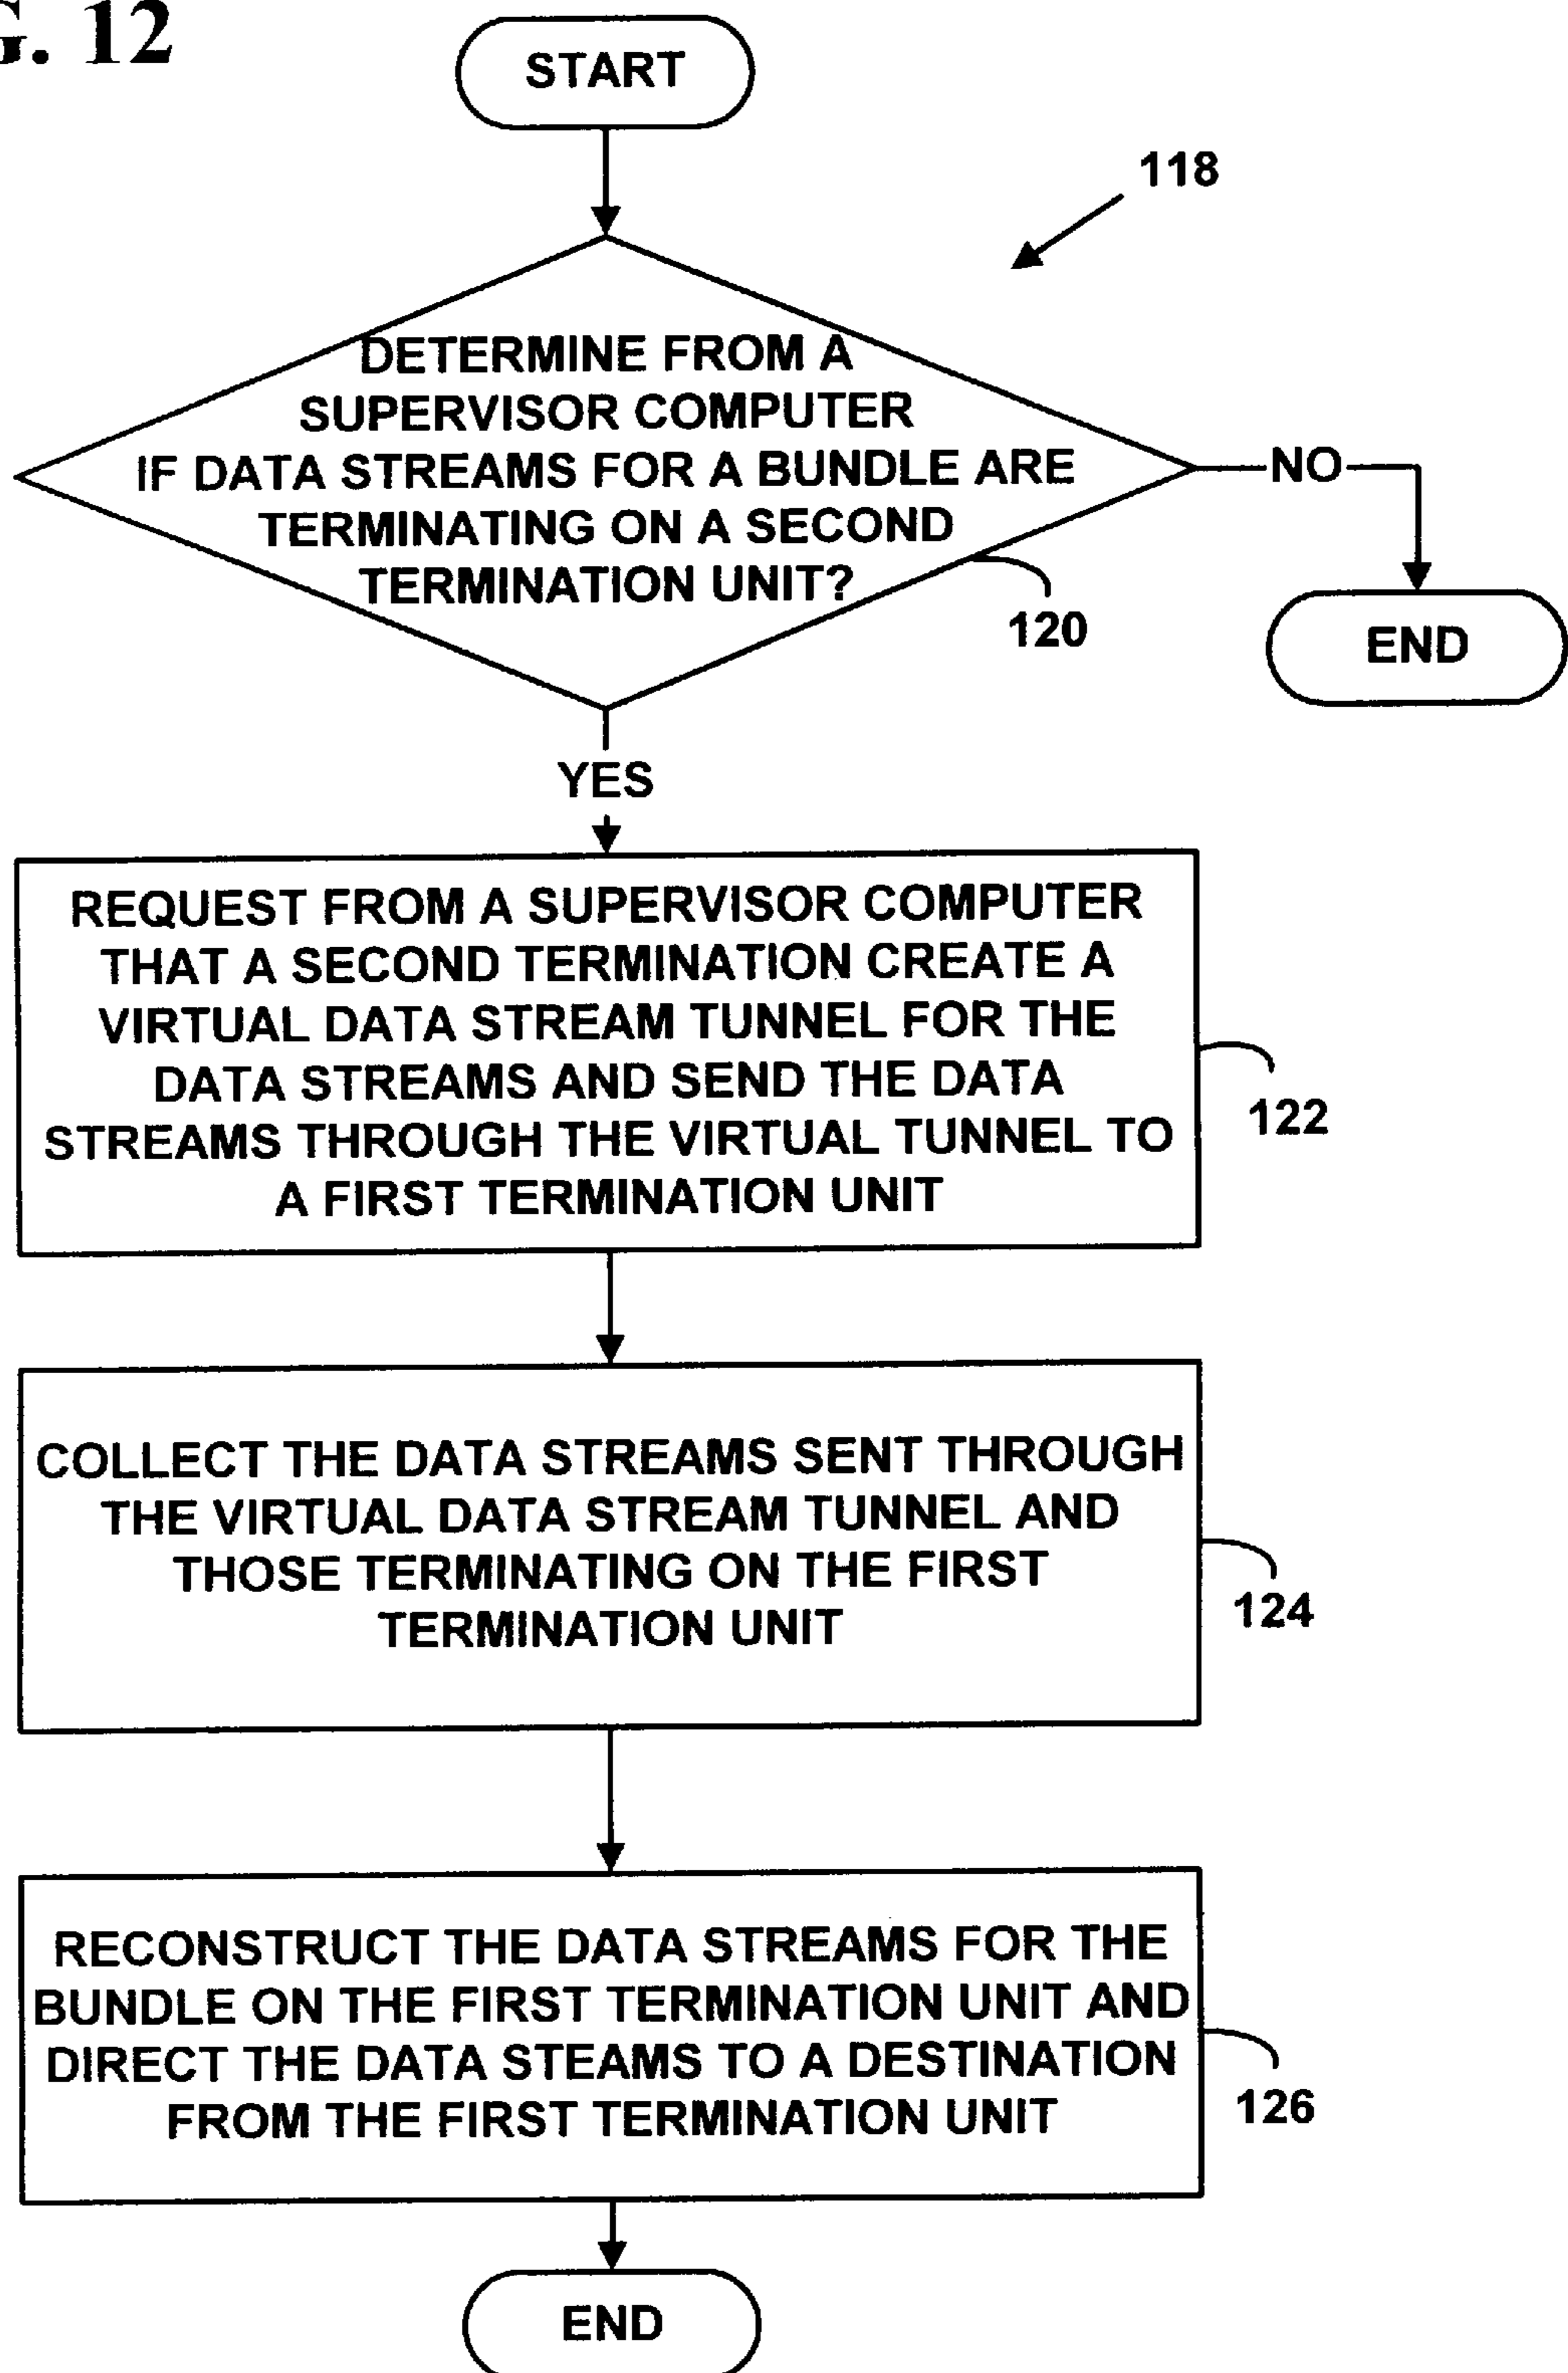 G. 12
START
118
DETERMINE FROM A
SUPERVISOR COMPUTER
IF DATA STREAMS FOR A BUNDLE ARE
TERMINATING ON A SECOND
TERMINATION UNIT?
NO
120
END
YES
REQUEST FROM A SUPERVISOR COMPUTER
THAT A SECOND TERMINATION CREATE A
VIRTUAL DATA STREAM TUNNEL FOR THE
DATA STREAMS AND SEND THE DATA
STREAMS THROUGH THE VIRTUAL TUNNEL TO
A FIRST TERMINATION UNIT
122
COLLECT THE DATA STREAMS SENT THROUGH
THE VIRTUAL DATA STREAM TUNNEL AND
THOSE TERMINATING ON THE FIRST
TERMINATION UNIT
124
RECONSTRUCT THE DATA STREAMS FOR THE
BUNDLE ON THE FIRST TERMINATION UNIT AND
DIRECT THE DATA STEAMS TO A DESTINATION
FROM THE FIRST TERMINATION UNIT
126
END